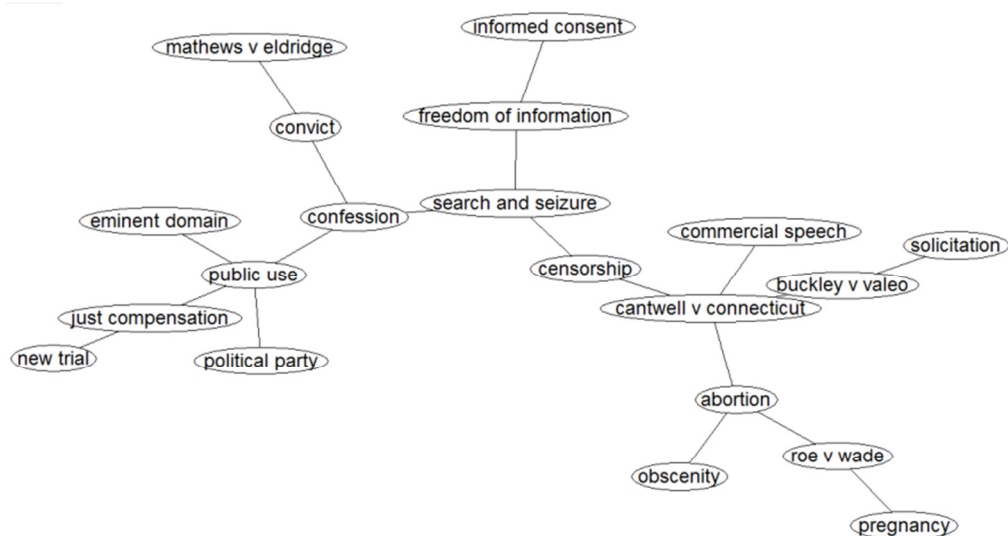 informed consent
mathews v eldridge
freedom of information
convict
search and seizure
confession
eminent domain
commercial speech
solicitation
censorship
public use
buckley v valeo
cantwell v connecticut
just compensation
new trial
political party
abortion
roe v wade
obscenity
pregnancy